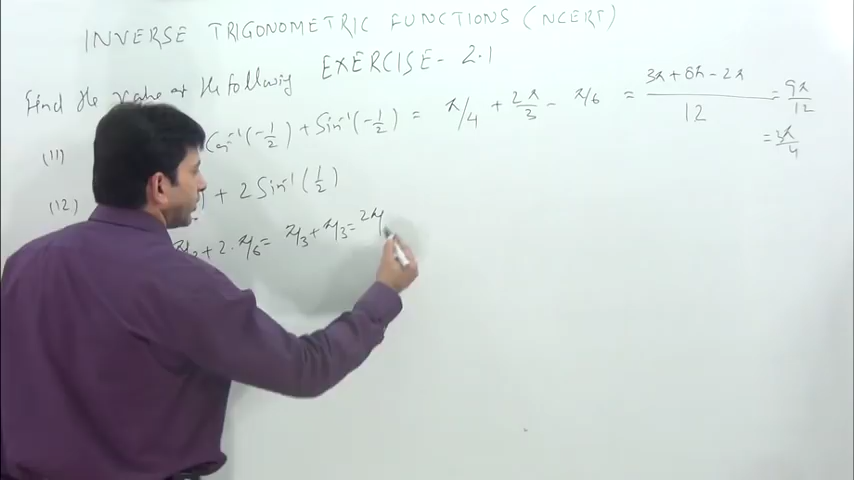 INVERSE TRIGONOMETRIC FUNCTIONS (NCERT)
EXERCISE - 2.1
Find the value of the following
(11) Cos⁻¹(-1/2) + Sin⁻¹(-1/2) = π/4 + 2π/3 - π/6 = (3π + 8π - 2π)/12 = 9π/12
= 3π/4
(12) + 2 Sin⁻¹(1/2)
+ 2 · π/6 = π/3 + π/3 = 2π/